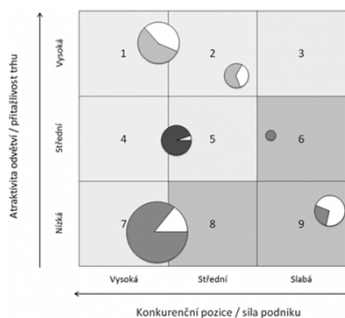 Atraktivita odvětví / přitažlivost trhu
Vysoká
1 2 3
Střední
4 5 6
Nízká
7 8 9
Vysoká Střední Slabá
Konkurenční pozice / síla podniku